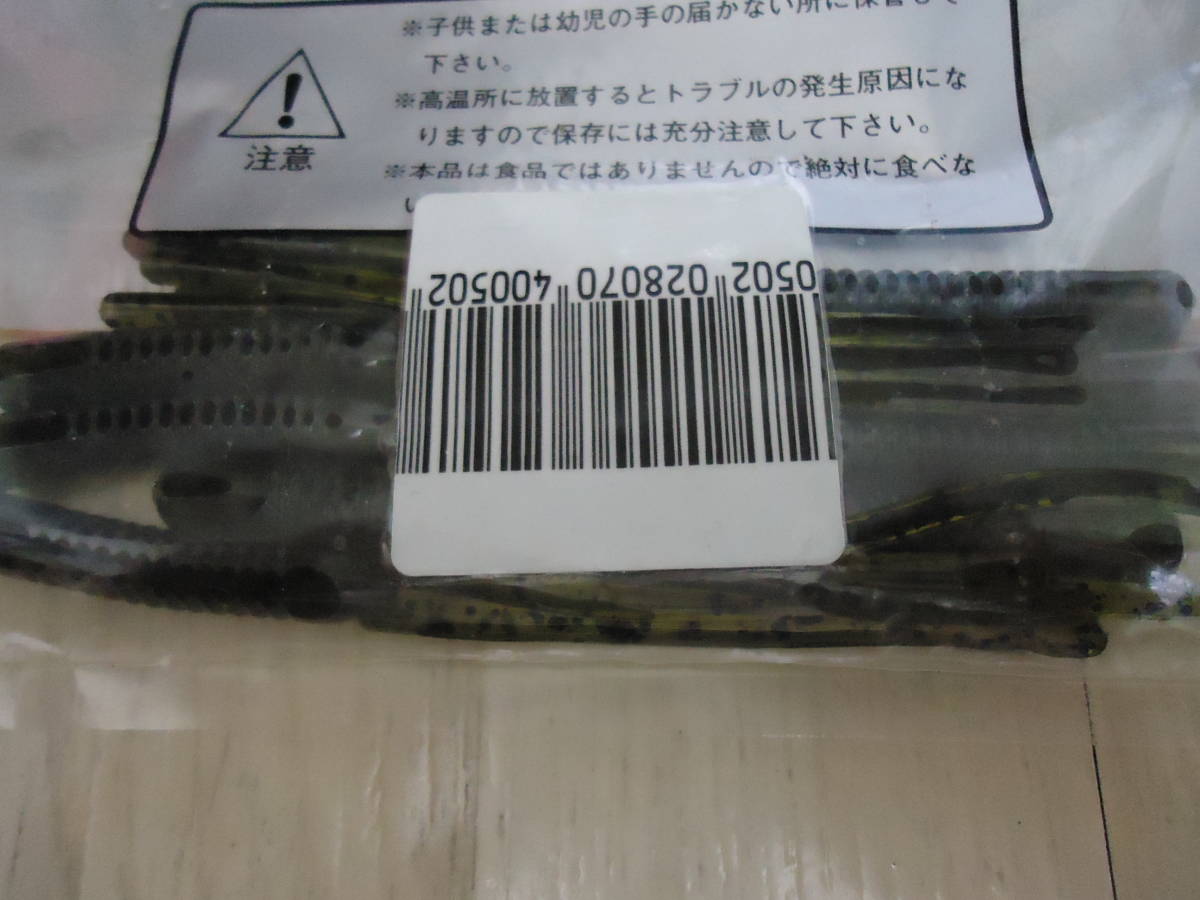 ※子供または幼児の手の届かない所に保管して
下さい。
※高温所に放置するとトラブルの発生原因にな
りますので保存には充分注意して下さい。
※本品は食品ではありませんので絶対に食べな
い
注意
0502 028070 400502